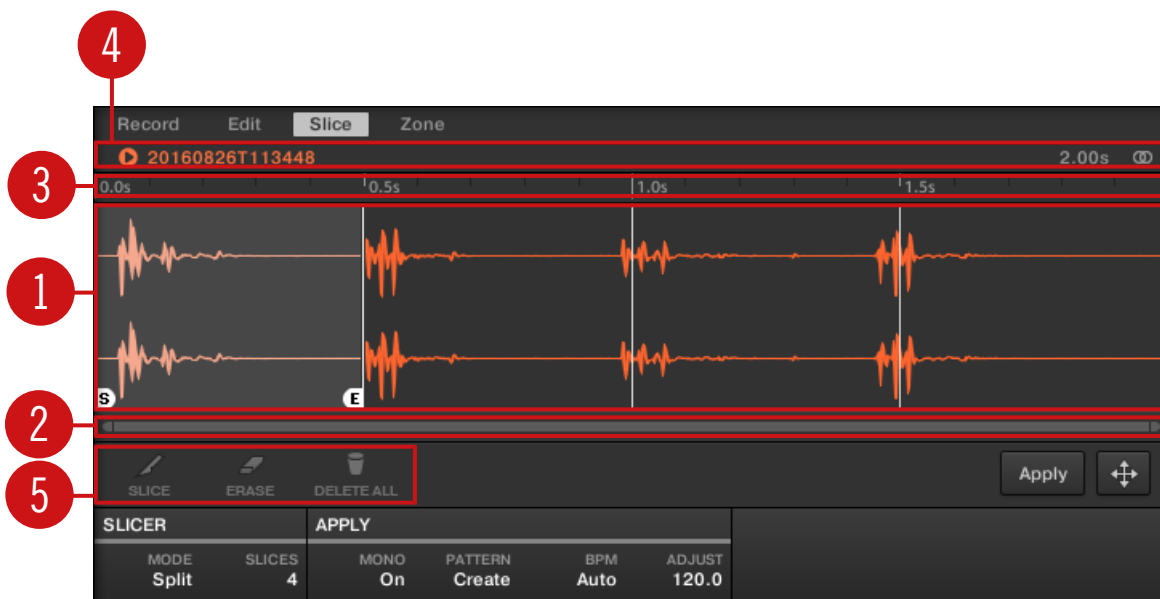 4
Record Edit Slice Zone
20160826T113448 2.00s
3
0.0s 0.5s 1.0s 1.5s
1
S E
2
5
SLICE ERASE DELETE ALL Apply
SLICER APPLY
MODE SLICES MONO PATTERN BPM ADJUST
Split 4 On Create Auto 120.0